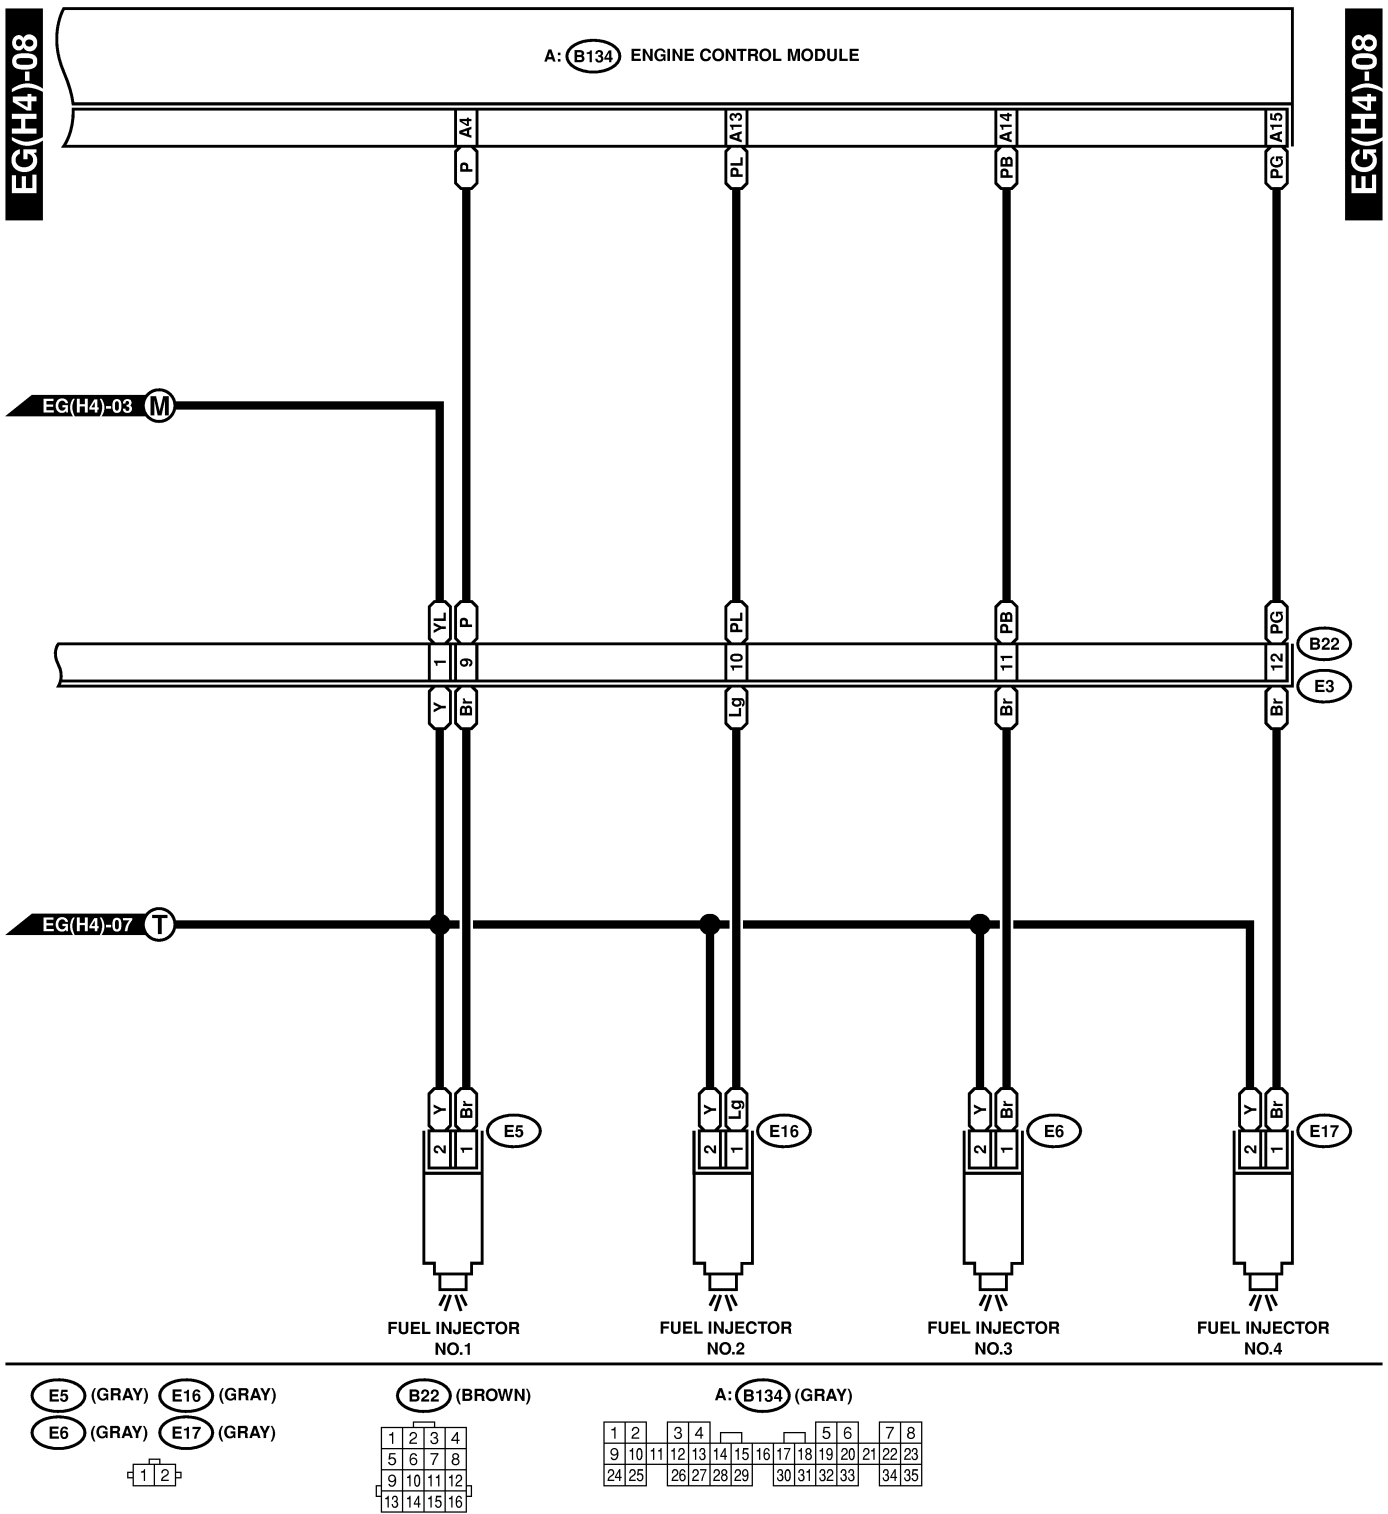 EG(H4)-08
EG(H4)-08
A: B134 ENGINE CONTROL MODULE
A4 A13 A14 A15
P PL PB PG
EG(H4)-03 M
YL P PL PB PG
1 9 10 11 12
B22
E3
Y Br Lg Br Br
EG(H4)-07 T
Y Br Y Lg Y Br Y Br
E5 E16 E6 E17
2 1 2 1 2 1 2 1
FUEL INJECTOR NO.1
FUEL INJECTOR NO.2
FUEL INJECTOR NO.3
FUEL INJECTOR NO.4
E5 (GRAY) E16 (GRAY)
E6 (GRAY) E17 (GRAY)
1 2
B22 (BROWN)
1 2 3 4
5 6 7 8
9 10 11 12
13 14 15 16
A: B134 (GRAY)
1 2 3 4 5 6 7 8
9 10 11 12 13 14 15 16 17 18 19 20 21 22 23
24 25 26 27 28 29 30 31 32 33 34 35